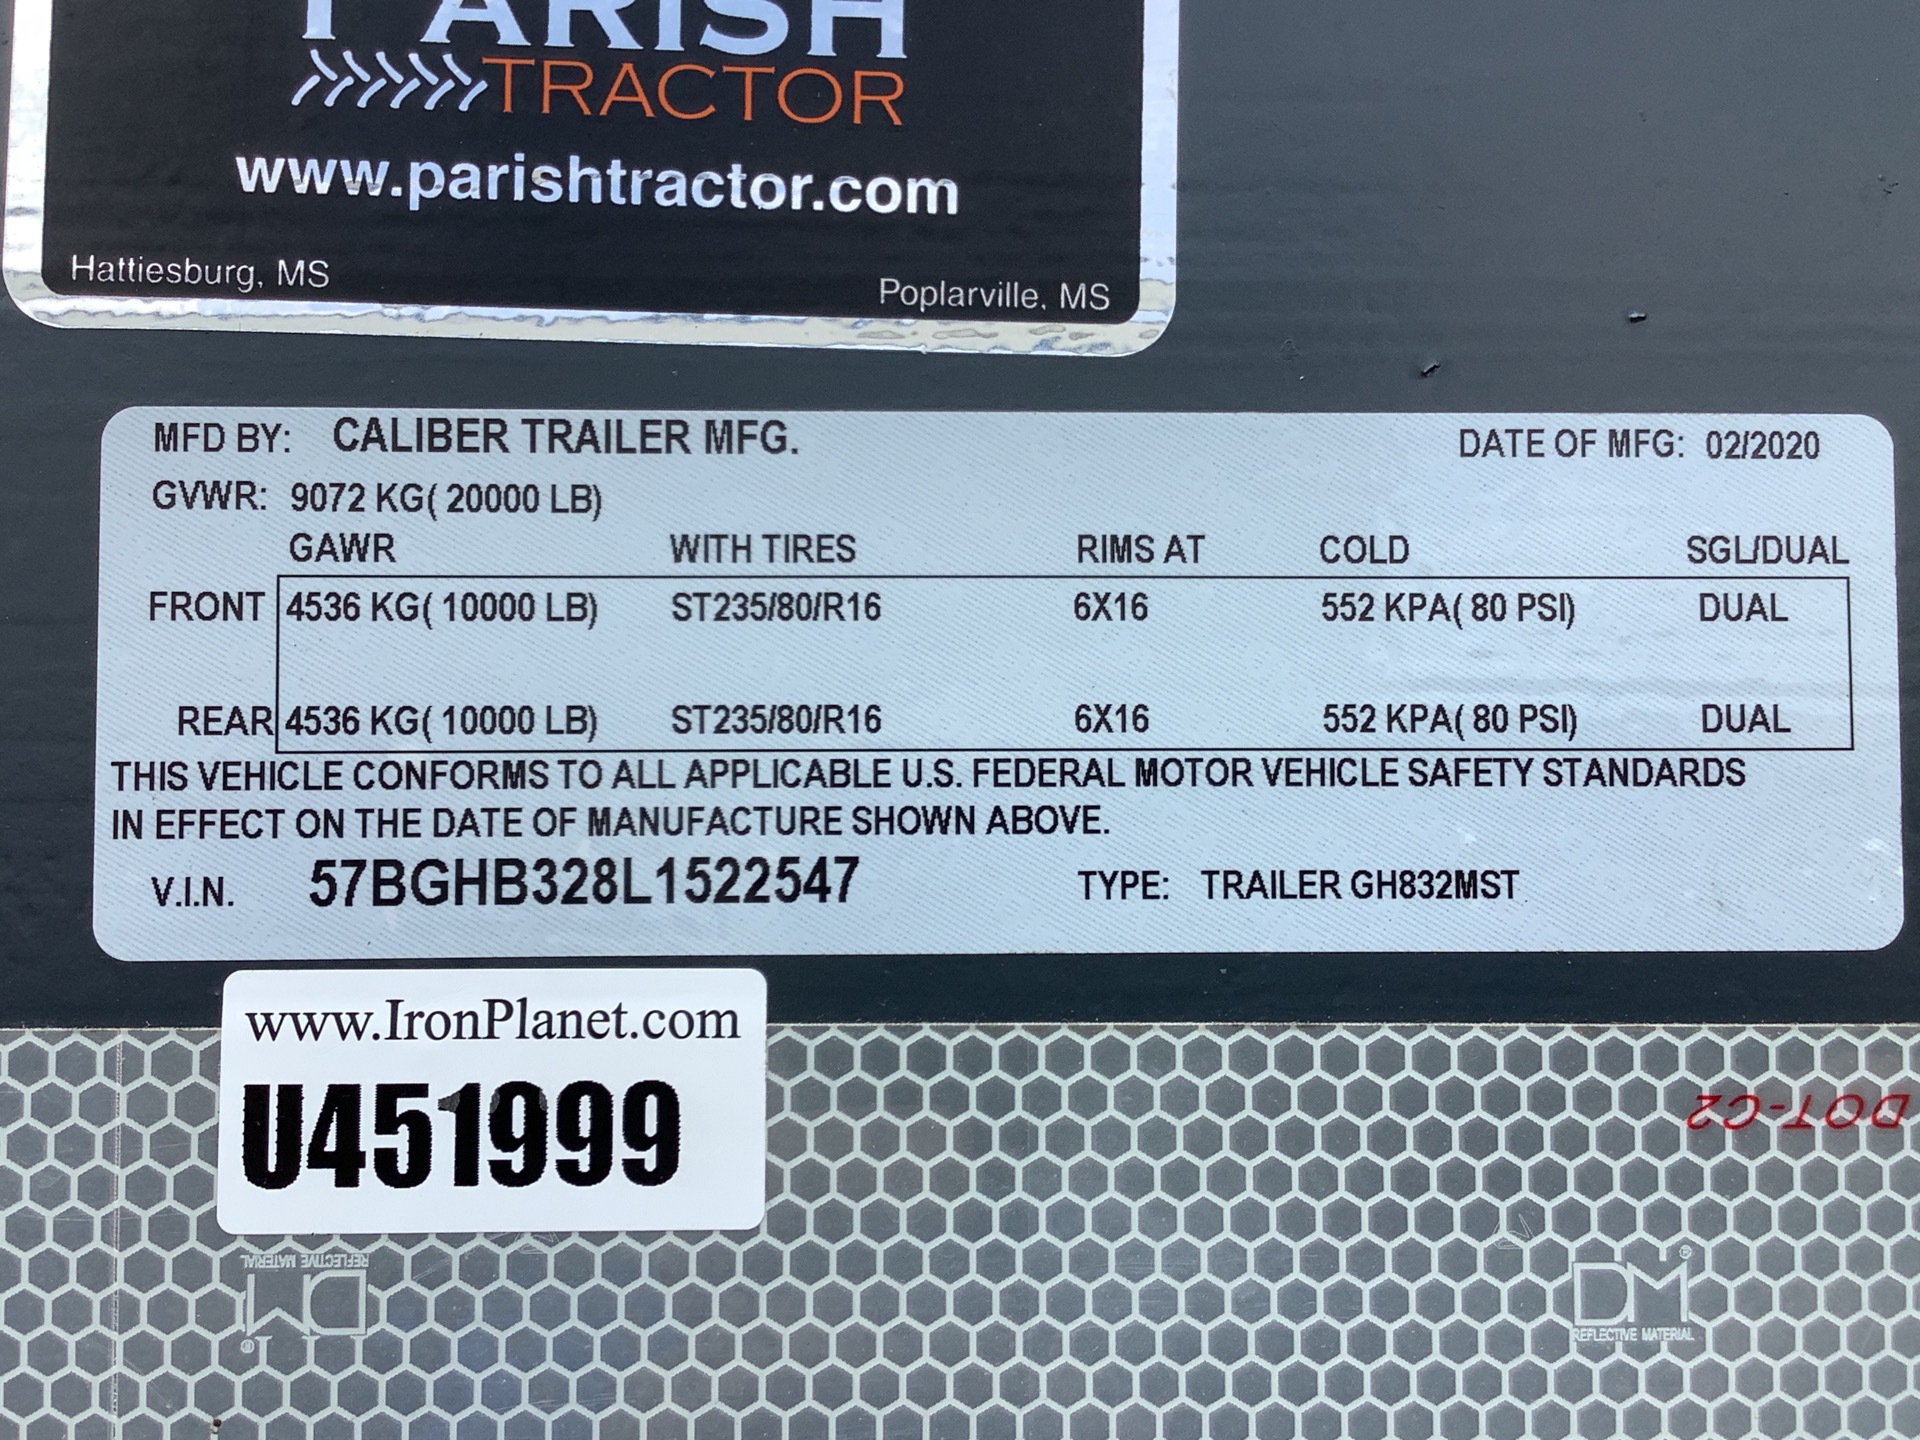 PARISH
TRACTOR
www.parishtractor.com
Hattiesburg, MS
Poplarville, MS
MFD BY: CALIBER TRAILER MFG. DATE OF MFG: 02/2020
GVWR: 9072 KG( 20000 LB)
GAWR WITH TIRES RIMS AT COLD SGL/DUAL
FRONT 4536 KG( 10000 LB) ST235/80/R16 6X16 552 KPA( 80 PSI) DUAL
REAR 4536 KG( 10000 LB) ST235/80/R16 6X16 552 KPA( 80 PSI) DUAL
THIS VEHICLE CONFORMS TO ALL APPLICABLE U.S. FEDERAL MOTOR VEHICLE SAFETY STANDARDS
IN EFFECT ON THE DATE OF MANUFACTURE SHOWN ABOVE.
V.I.N. 57BGHB328L1522547 TYPE: TRAILER GH832MST
www.IronPlanet.com
U451999
DOT-C2
DM®
REFLECTIVE MATERIAL
DM®
REFLECTIVE MATERIAL